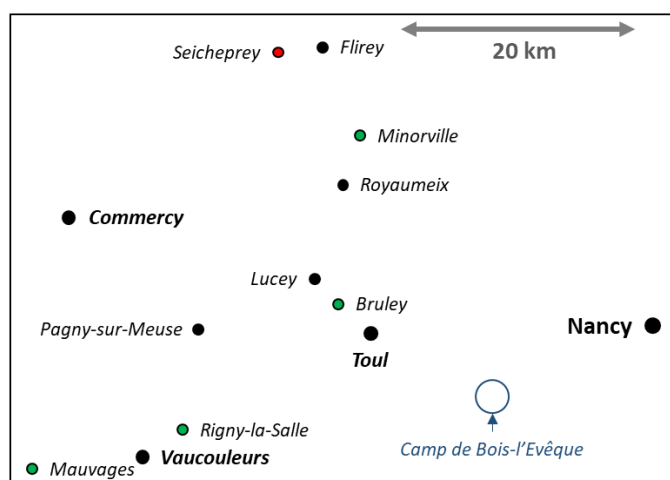 Seicheprey
Flirey
20 km
Minorville
Royaumeix
Commercy
Lucey
Bruley
Pagny-sur-Meuse
Toul
Nancy
Rigny-la-Salle
Camp de Bois-l'Evêque
Vaucouleurs
Mauvages